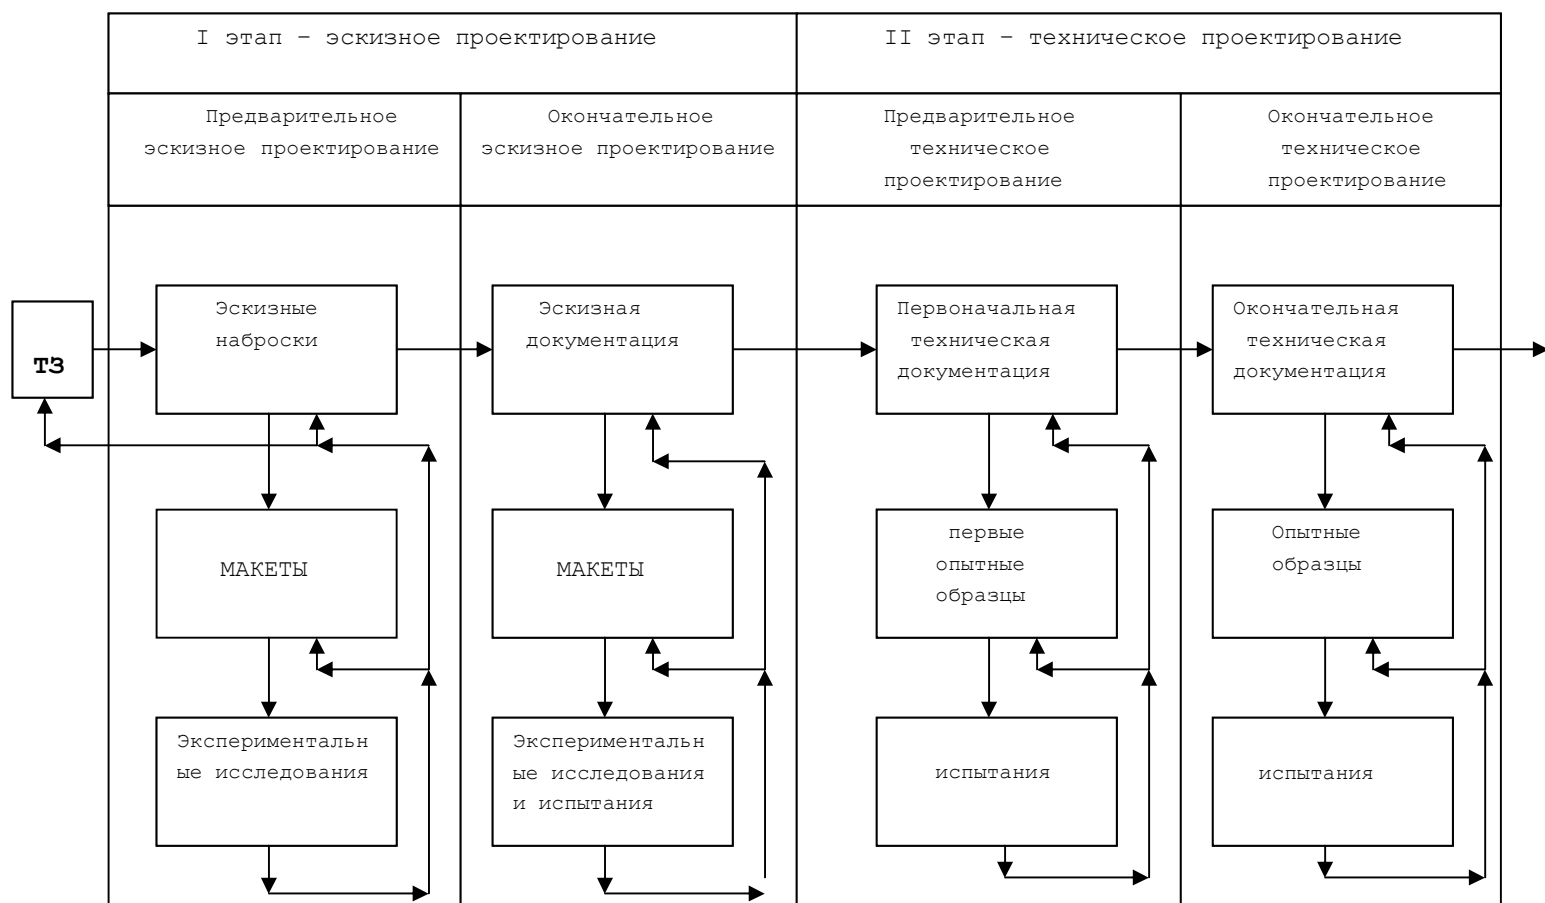 I этап – эскизное проектирование
II этап – техническое проектирование
Предварительное
эскизное проектирование
Окончательное
эскизное проектирование
Предварительное
техническое
проектирование
Окончательное
техническое
проектирование
ТЗ
Эскизные
наброски
Эскизная
документация
Первоначальная
техническая
документация
Окончательная
техническая
документация
МАКЕТЫ
МАКЕТЫ
первые
опытные
образцы
Опытные
образцы
Экспериментальн
ые исследования
Экспериментальн
ые исследования
и испытания
испытания
испытания